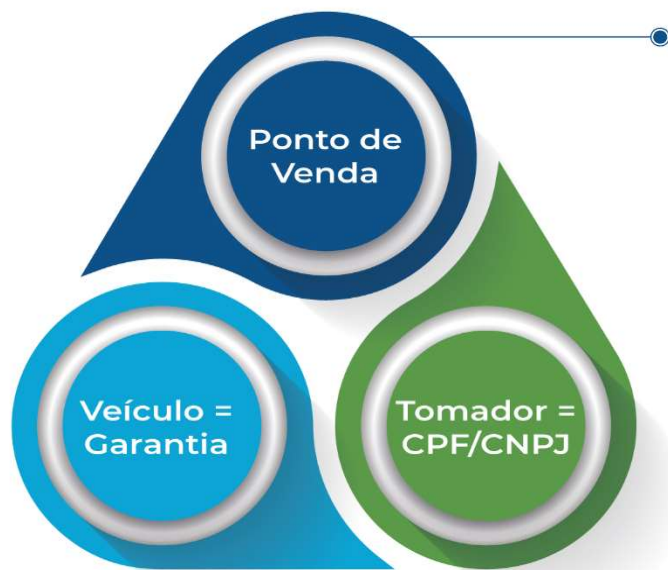 Ponto de
Venda
Veículo =
Garantia
Tomador =
CPF/CNPJ